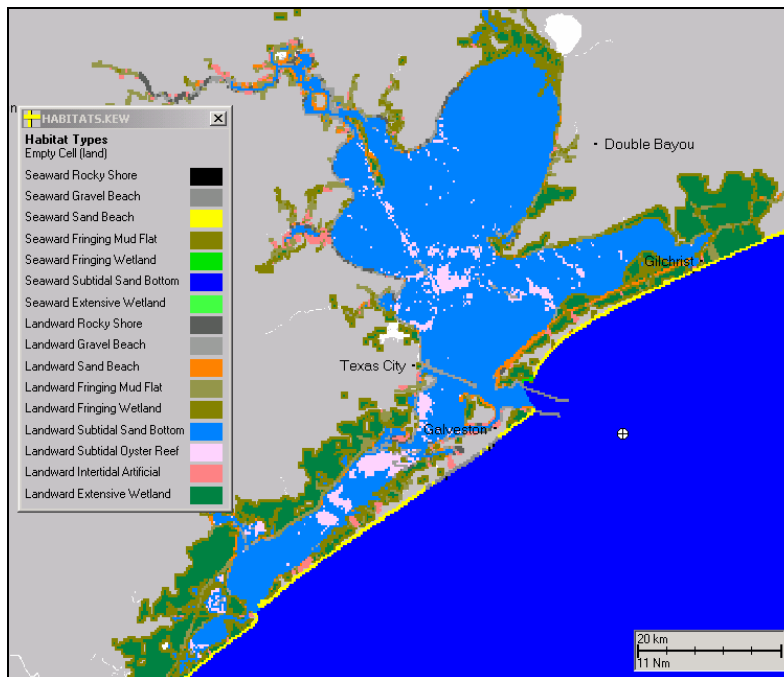 n
HABITATS.KEW
Habitat Types
Empty Cell (land)
Seaward Rocky Shore
Seaward Gravel Beach
Seaward Sand Beach
Seaward Fringing Mud Flat
Seaward Fringing Wetland
Seaward Subtidal Sand Bottom
Seaward Extensive Wetland
Landward Rocky Shore
Landward Gravel Beach
Landward Sand Beach
Landward Fringing Mud Flat
Landward Fringing Wetland
Landward Subtidal Sand Bottom
Landward Subtidal Oyster Reef
Landward Intertidal Artificial
Landward Extensive Wetland
Double Bayou
Gilchrist
Texas City
Galveston
20 km
11 Nm